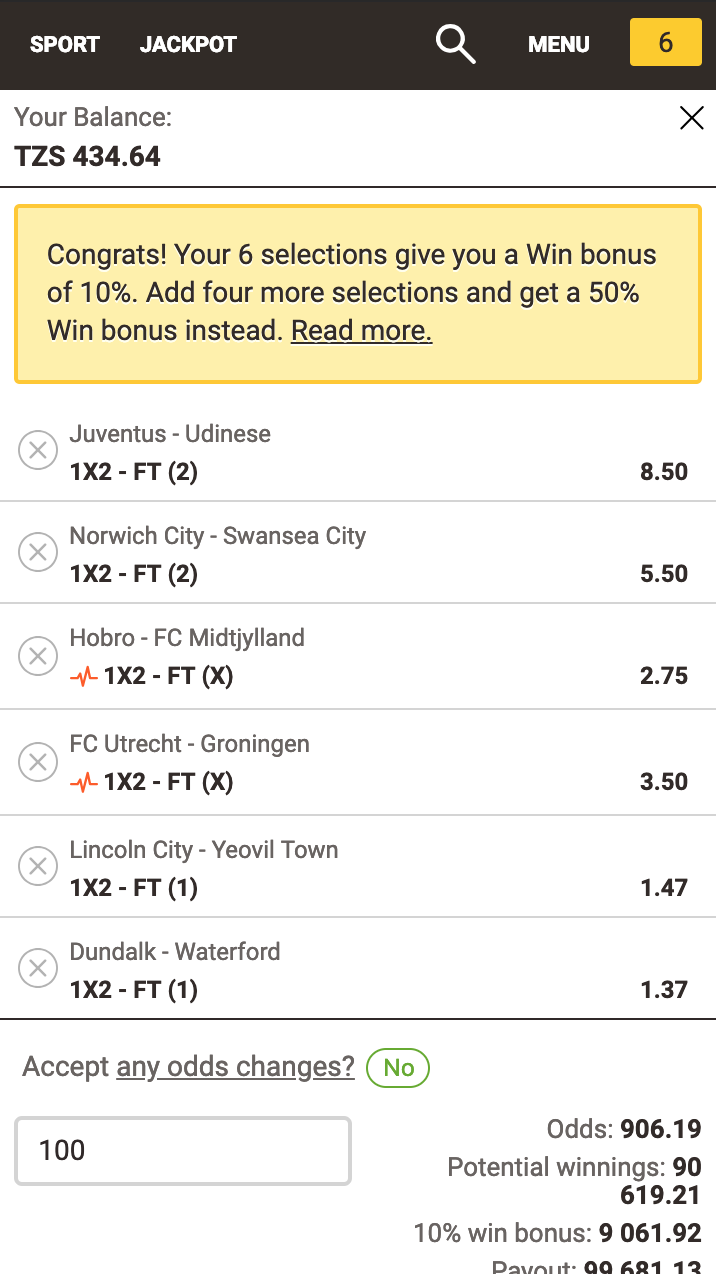 SPORT JACKPOT MENU 6
Your Balance:
TZS 434.64
Congrats! Your 6 selections give you a Win bonus
of 10%. Add four more selections and get a 50%
Win bonus instead. Read more.
Juventus - Udinese
1X2 - FT (2) 8.50
Norwich City - Swansea City
1X2 - FT (2) 5.50
Hobro - FC Midtjylland
1X2 - FT (X) 2.75
FC Utrecht - Groningen
1X2 - FT (X) 3.50
Lincoln City - Yeovil Town
1X2 - FT (1) 1.47
Dundalk - Waterford
1X2 - FT (1) 1.37
Accept any odds changes? No
100
Odds: 906.19
Potential winnings: 90
619.21
10% win bonus: 9 061.92
Payout: 99 681.13